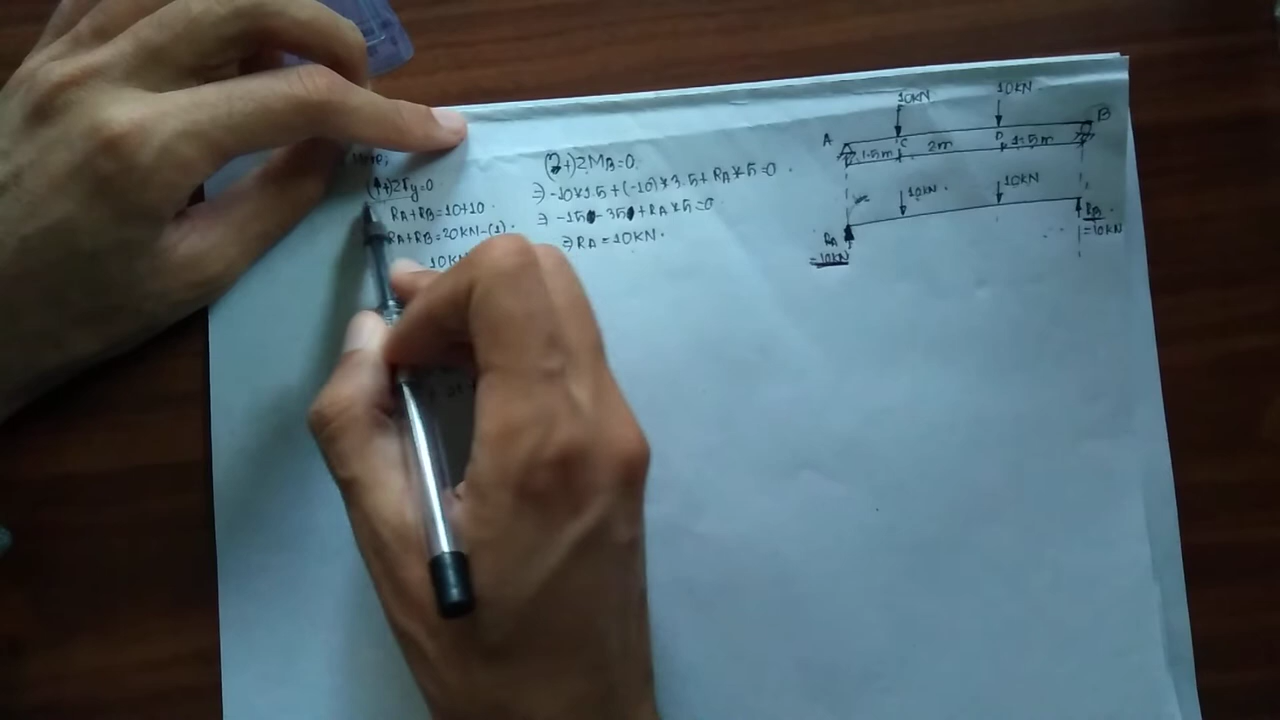 Here,
(↑+)ΣFy=0
RA+RB=10+10
RA+RB=20KN-(1).
10KN
(2+)ΣMB=0.
⇒ -10*1.5+(-10)*3.5+RA*5=0.
⇒ -15-35+RA*5=0
⇒ RA=10KN.
10KN 10KN
A C D B
1.5m 2m 1.5m
10KN. 10KN
RA
=10KN
RB
=10KN